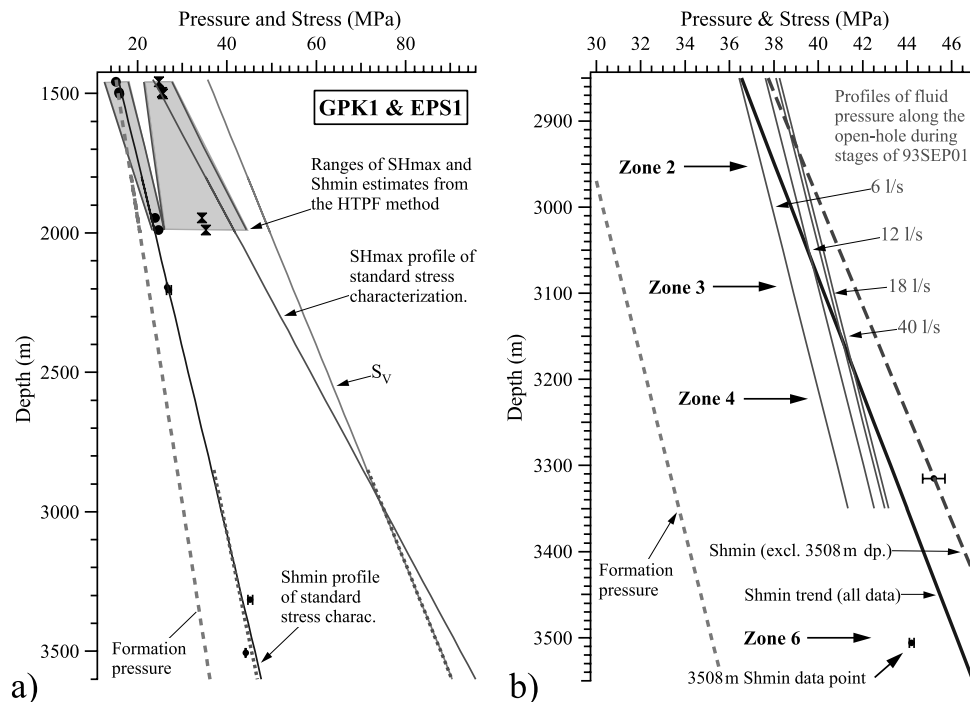 Pressure and Stress (MPa)
20
40
60
80
1500
2000
2500
3000
3500
Depth (m)
GPK1 & EPS1
Ranges of SHmax and
Shmin estimates from
the HTPF method
SHmax profile of
standard stress
characterization.
SV
Shmin profile
of standard
stress charac.
Formation
pressure
a)
Pressure & Stress (MPa)
30
32
34
36
38
40
42
44
46
2900
3000
3100
3200
3300
3400
3500
Depth (m)
Profiles of fluid
pressure along the
open-hole during
stages of 93SEP01
Zone 2
6 l/s
12 l/s
Zone 3
18 l/s
40 l/s
Zone 4
Formation
pressure
Shmin (excl. 3508m dp.)
Shmin trend (all data)
Zone 6
3508m Shmin data point
b)